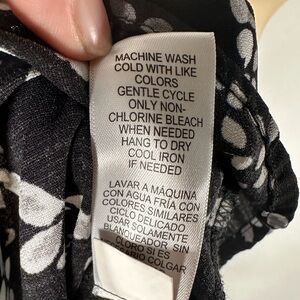 MACHINE WASH
COLD WITH LIKE
COLORS
GENTLE CYCLE
ONLY NON-
CHLORINE BLEACH
WHEN NEEDED
HANG TO DRY
COOL IRON
IF NEEDED
LAVAR A MÁQUINA
CON AGUA FRÍA CON
COLORES SIMILARES
CICLO DELICADO
USAR SOLAMENTE
BLANQUEADOR SIN
CLORO SI ES
COLGAR